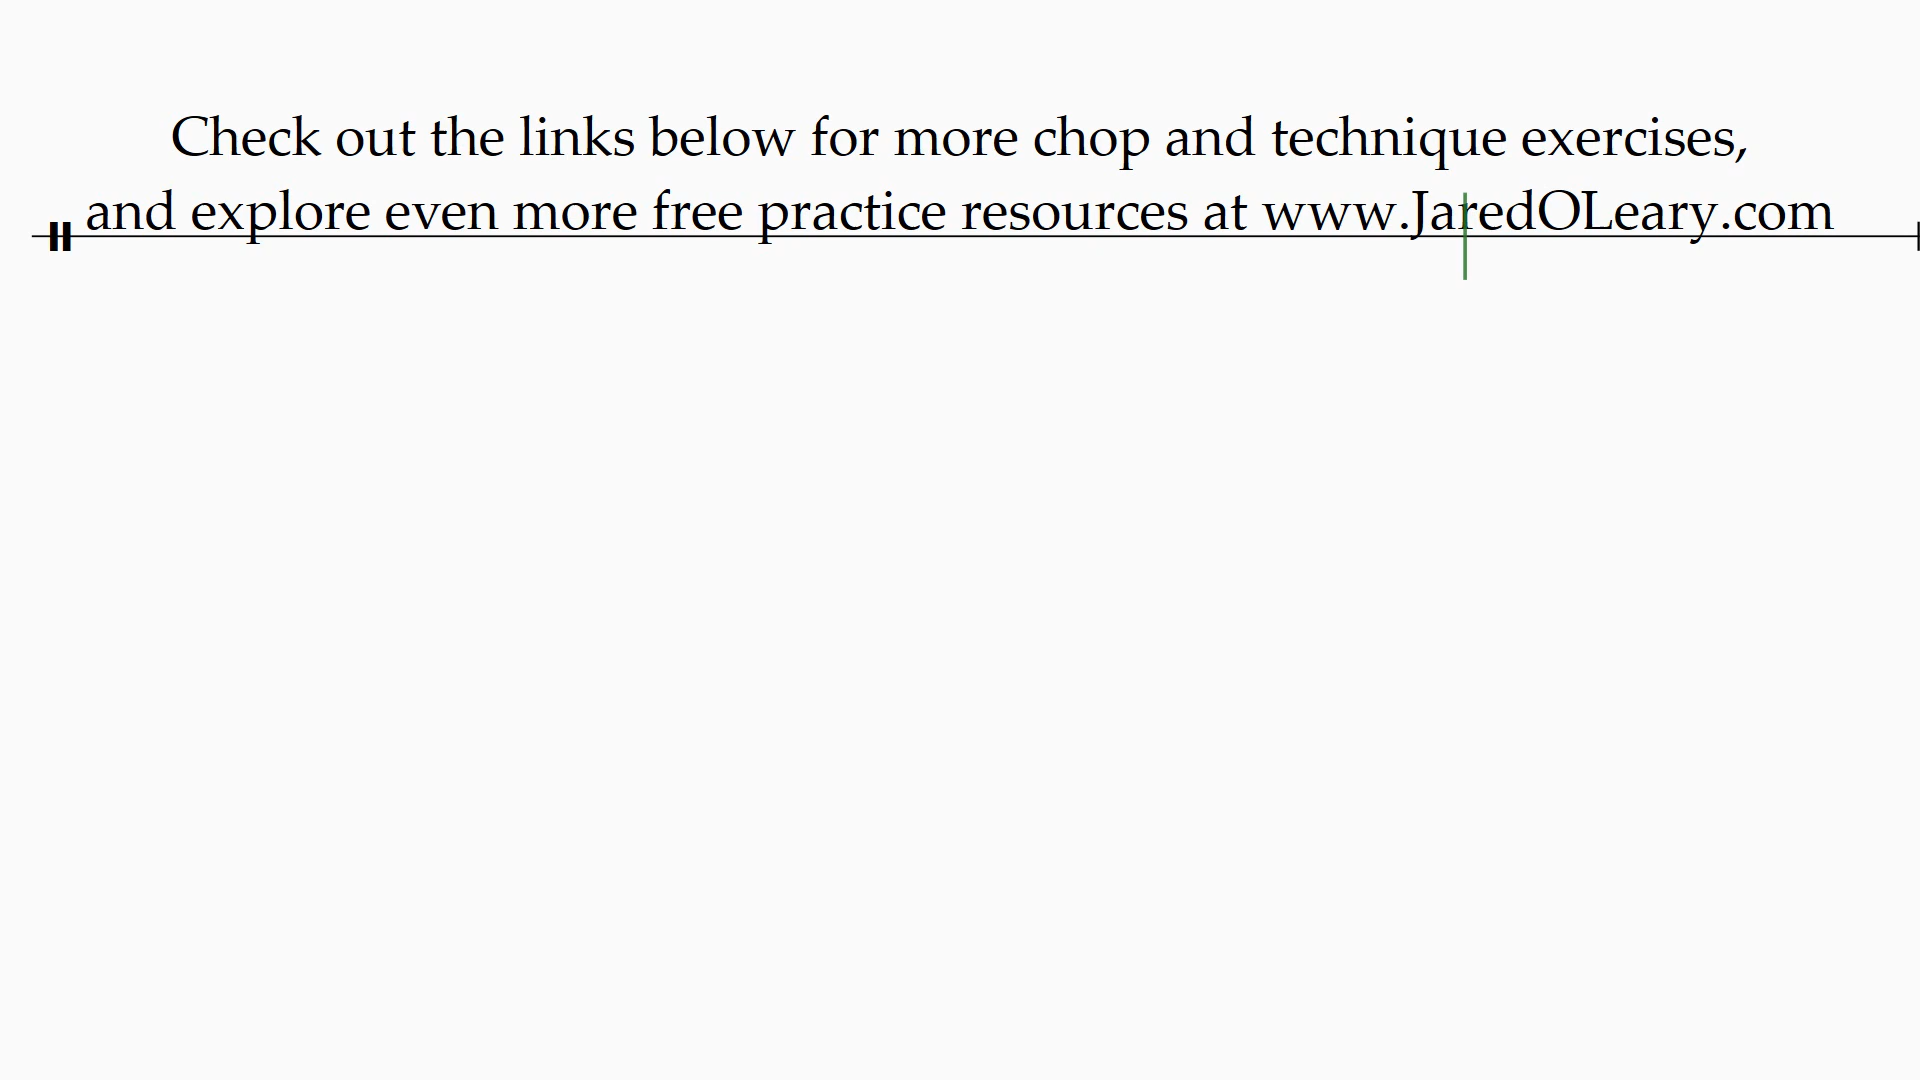 Check out the links below for more chop and technique exercises,
and explore even more free practice resources at www.JaredOLeary.com